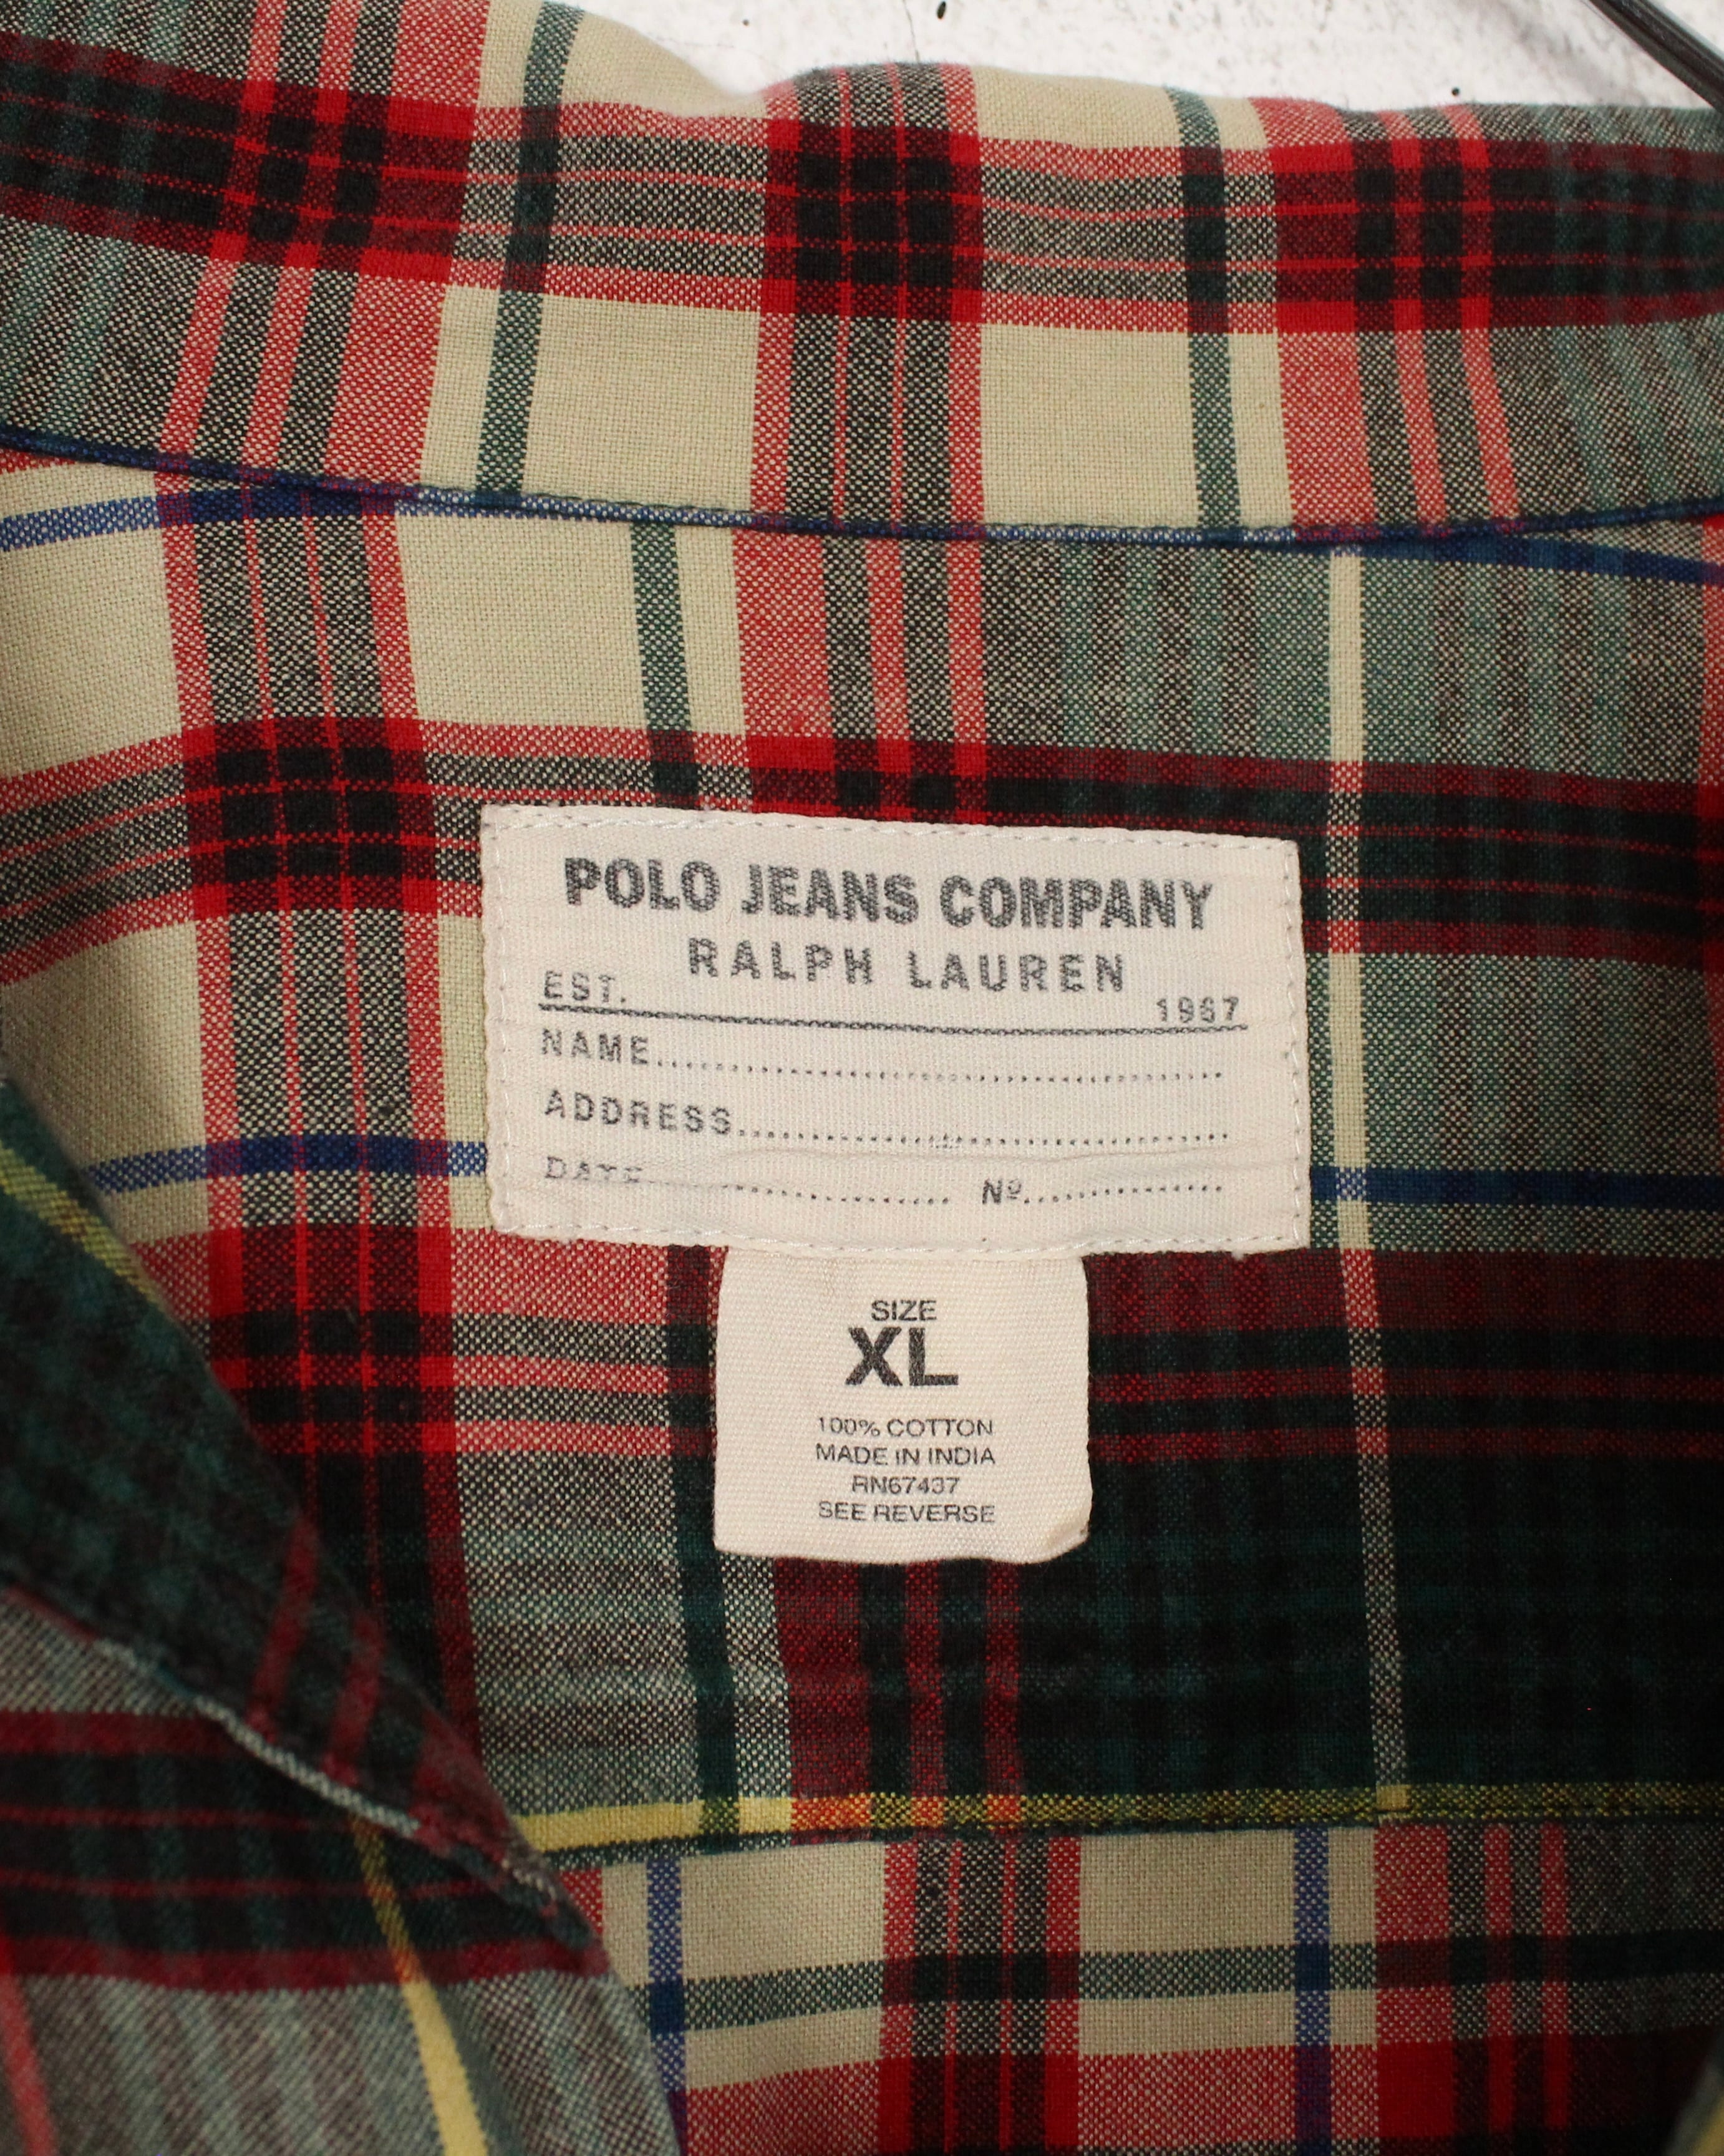 POLO JEANS COMPANY
RALPH LAUREN
EST. 1967
NAME
ADDRESS
DATE Nº
SIZE
XL
100% COTTON
MADE IN INDIA
RN67437
SEE REVERSE